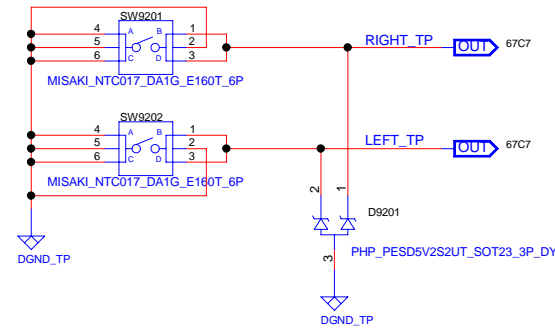 SW9201
4 A B 1
5 2
6 C D 3
MISAKI_NTC017_DA1G_E160T_6P
RIGHT_TP OUT 67C7
SW9202
4 A B 1
5 2
6 C D 3
MISAKI_NTC017_DA1G_E160T_6P
LEFT_TP OUT 67C7
2 1
D9201
3
PHP_PESD5V2S2UT_SOT23_3P_DY
DGND_TP
DGND_TP